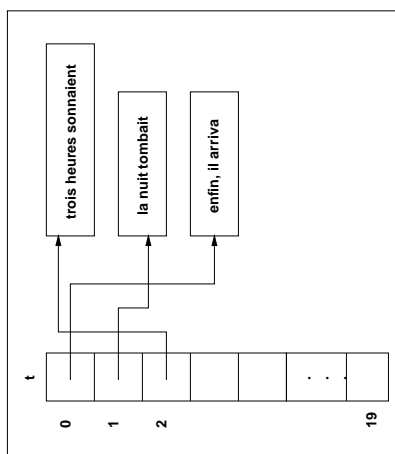 t
0
1
2
. . .
19
trois heures sonnaient
la nuit tombait
enfin, il arriva